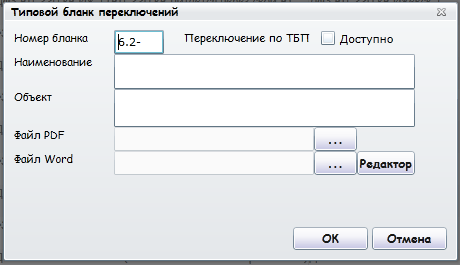 Типовой бланк переключений
Номер бланка 6.2- Переключение по ТБП Доступно
Наименование
Объект
Файл PDF ...
Файл Word ... Редактор
OK Отмена